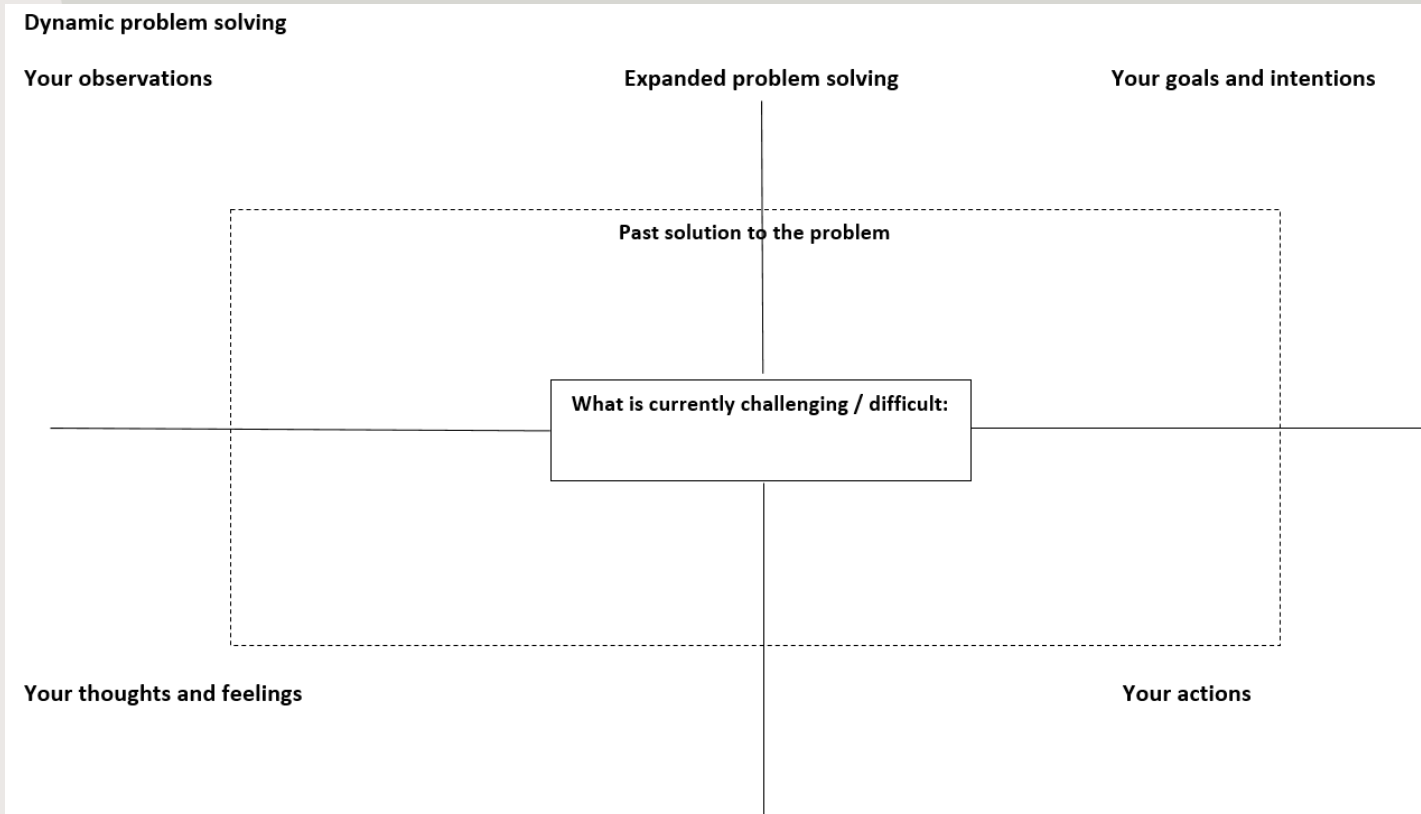 Dynamic problem solving
Your observations
Expanded problem solving
Your goals and intentions
Past solution to the problem
What is currently challenging / difficult:
Your thoughts and feelings
Your actions